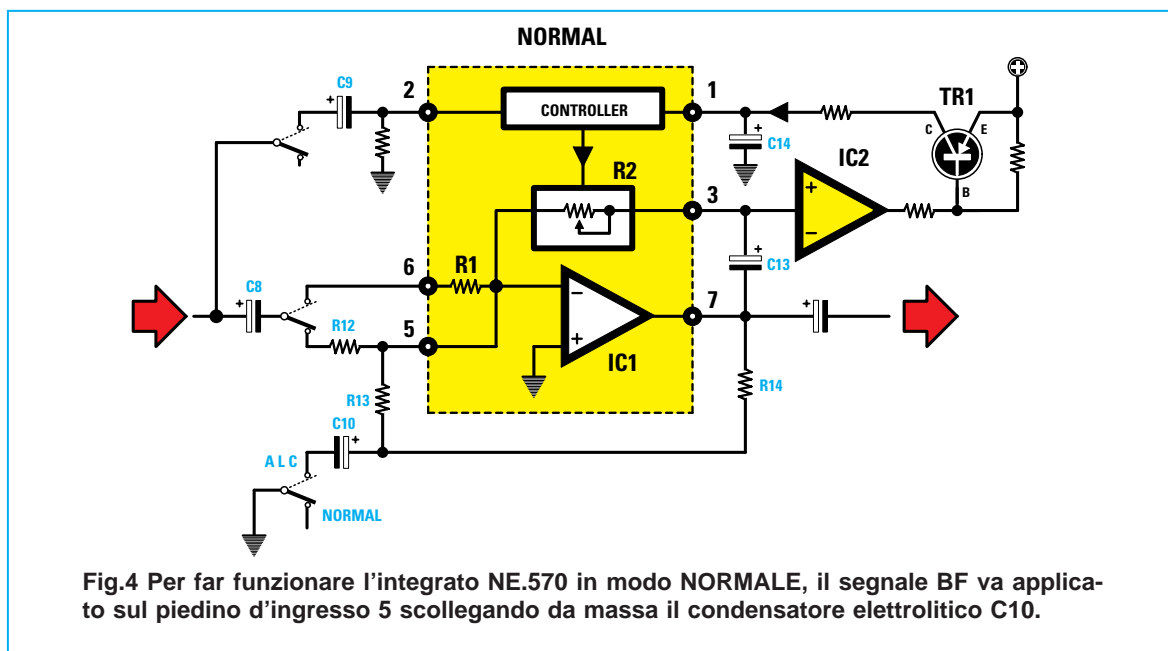 NORMAL
C9
+
2
CONTROLLER
1
+
C14
TR1
C
E
B
R2
3
IC2
+
−
C13
+
6
R1
C8
+
R12
5
7
−
+
IC1
+
R13
R14
C10
+
A L C
NORMAL
Fig.4 Per far funzionare l'integrato NE.570 in modo NORMALE, il segnale BF va applica-
to sul piedino d'ingresso 5 scollegando da massa il condensatore elettrolitico C10.